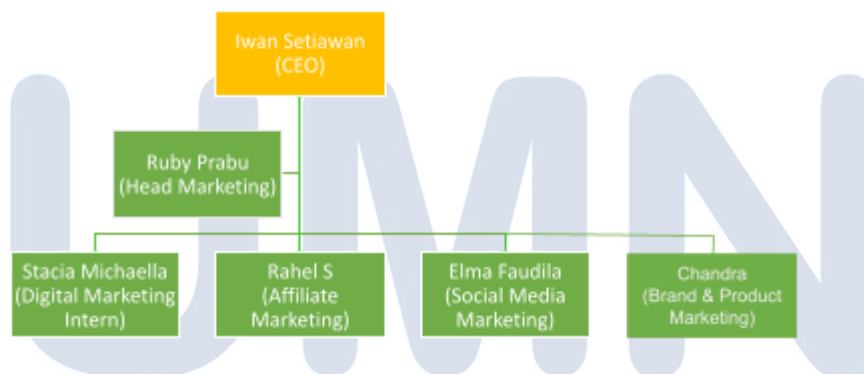 Iwan Setiawan
(CEO)
Ruby Prabu
(Head Marketing)
Stacia Michaella
(Digital Marketing
Intern)
Rahel S
(Affiliate
Marketing)
Elma Faudila
(Social Media
Marketing)
Chandra
(Brand & Product
Marketing)
UMN